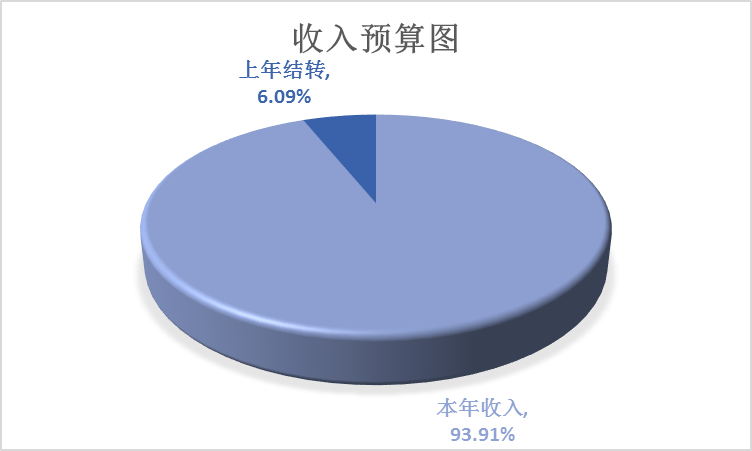 收入预算图
上年结转,
6.09%
本年收入,
93.91%